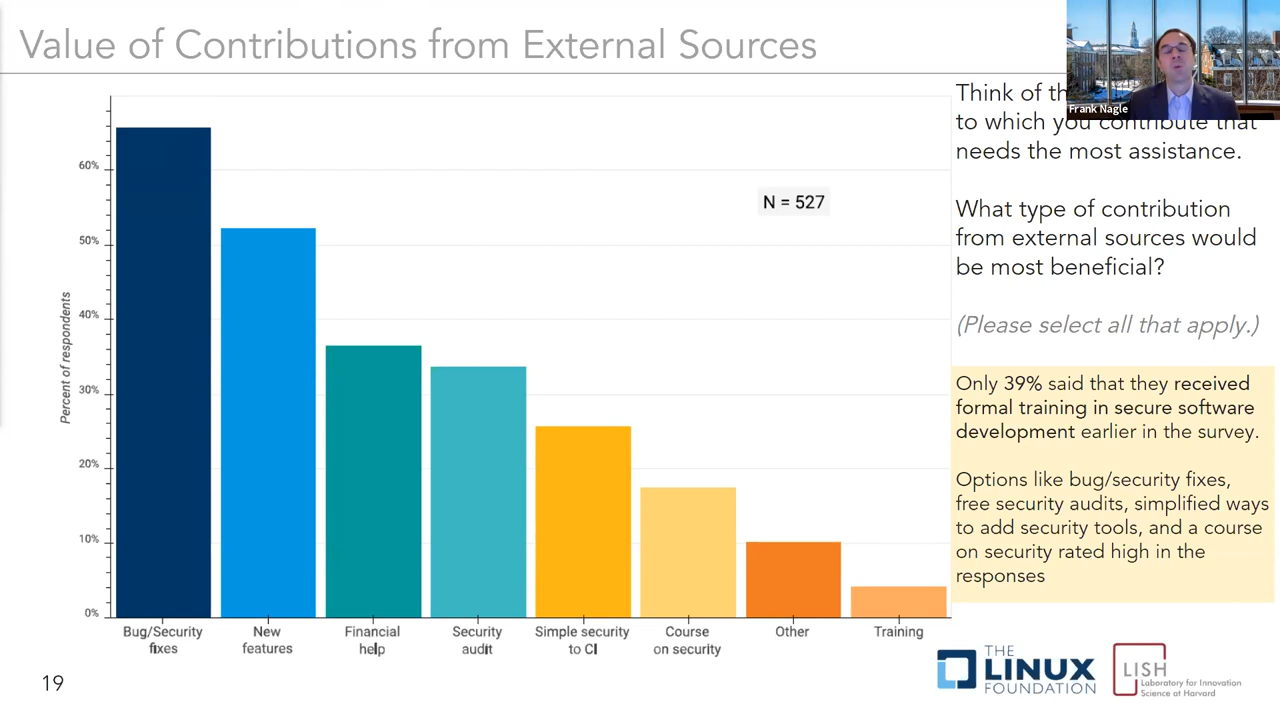 Value of Contributions from External Sources
Frank Nagle
Think of th
to which you contribute that
needs the most assistance.
What type of contribution
from external sources would
be most beneficial?
(Please select all that apply.)
Only 39% said that they received
formal training in secure software
development earlier in the survey.
Options like bug/security fixes,
free security audits, simplified ways
to add security tools, and a course
on security rated high in the
responses
N = 527
Percent of respondents
60%
50%
40%
30%
20%
10%
0%
Bug/Security
fixes
New
features
Financial
help
Security
audit
Simple security
to CI
Course
on security
Other
Training
19
THE
LINUX
FOUNDATION
LISH
Laboratory for Innovation
Science at Harvard